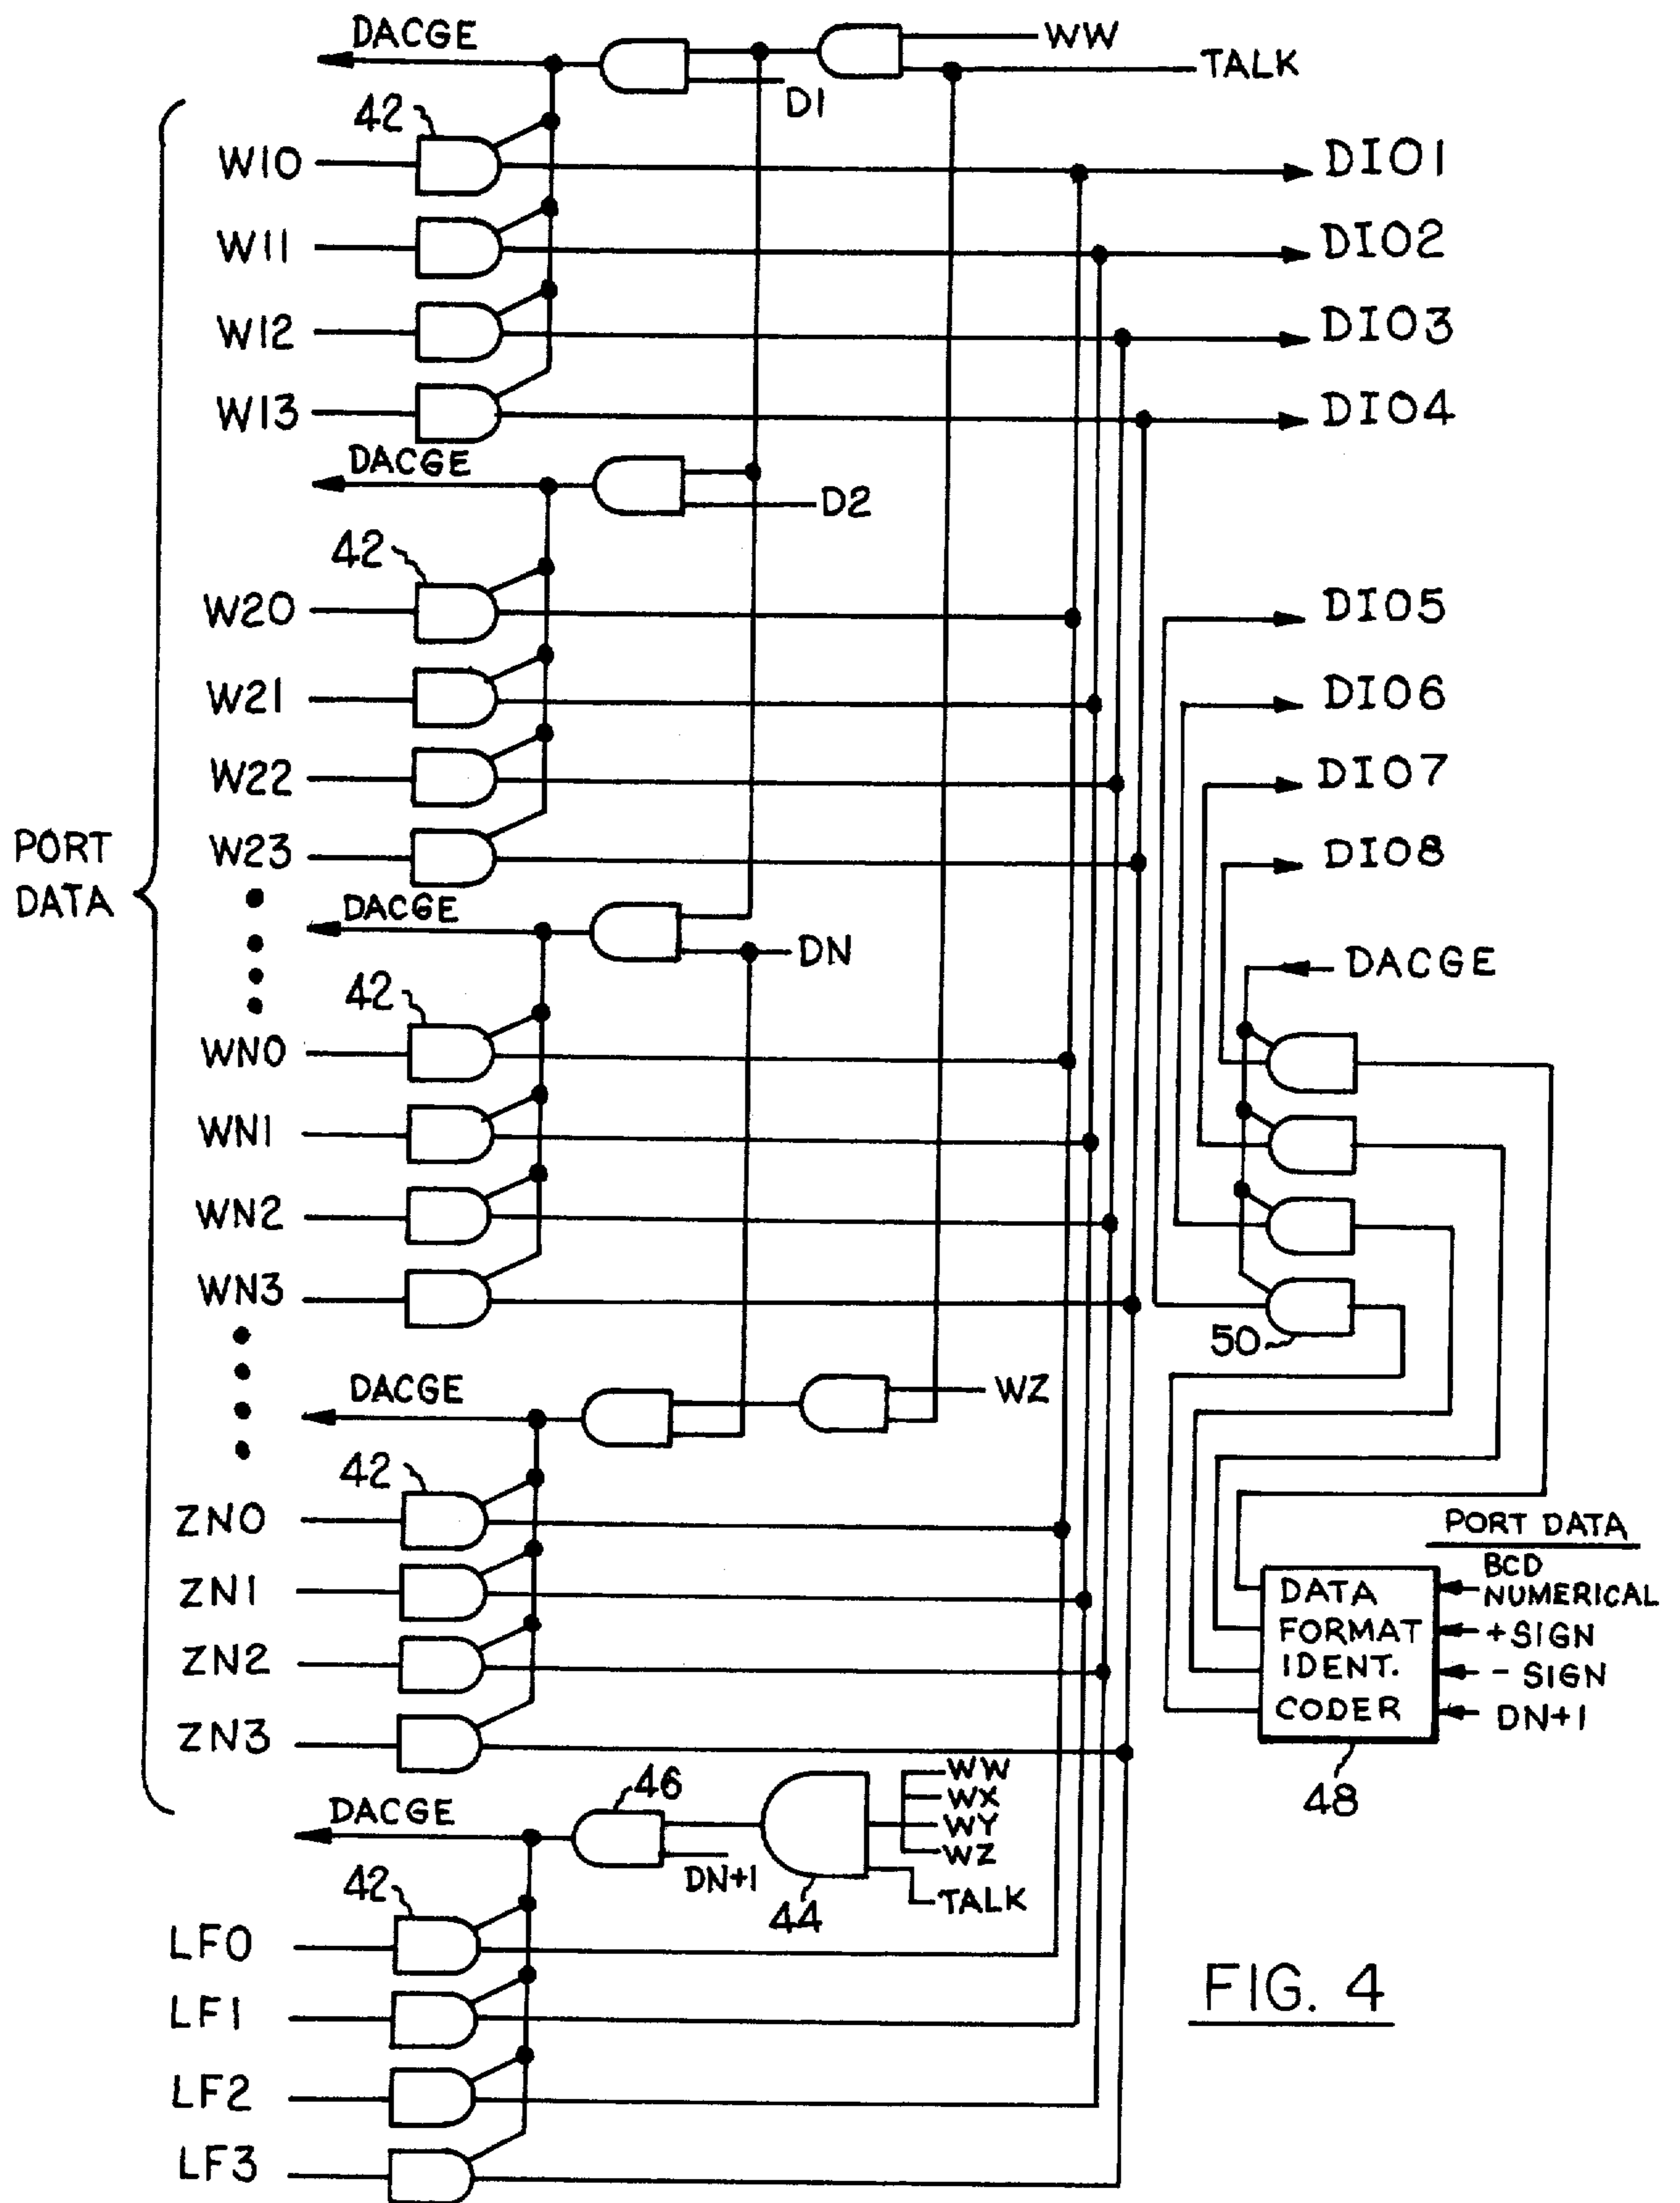 DACGE
WW
TALK
D1
42
W10
DIO1
W11
DIO2
W12
DIO3
W13
DIO4
DACGE
D2
42
W20
DIO5
W21
DIO6
W22
DIO7
W23
DIO8
PORT
DATA
DACGE
DN
DACGE
42
WN0
WN1
WN2
WN3
50
DACGE
WZ
42
ZN0
PORT DATA
BCD
NUMERICAL
+SIGN
- SIGN
DN+1
DATA
FORMAT
IDENT.
CODER
48
ZN1
ZN2
ZN3
DACGE
46
WW
WX
WY
WZ
DN+1
TALK
44
42
LF0
LF1
LF2
LF3
FIG. 4